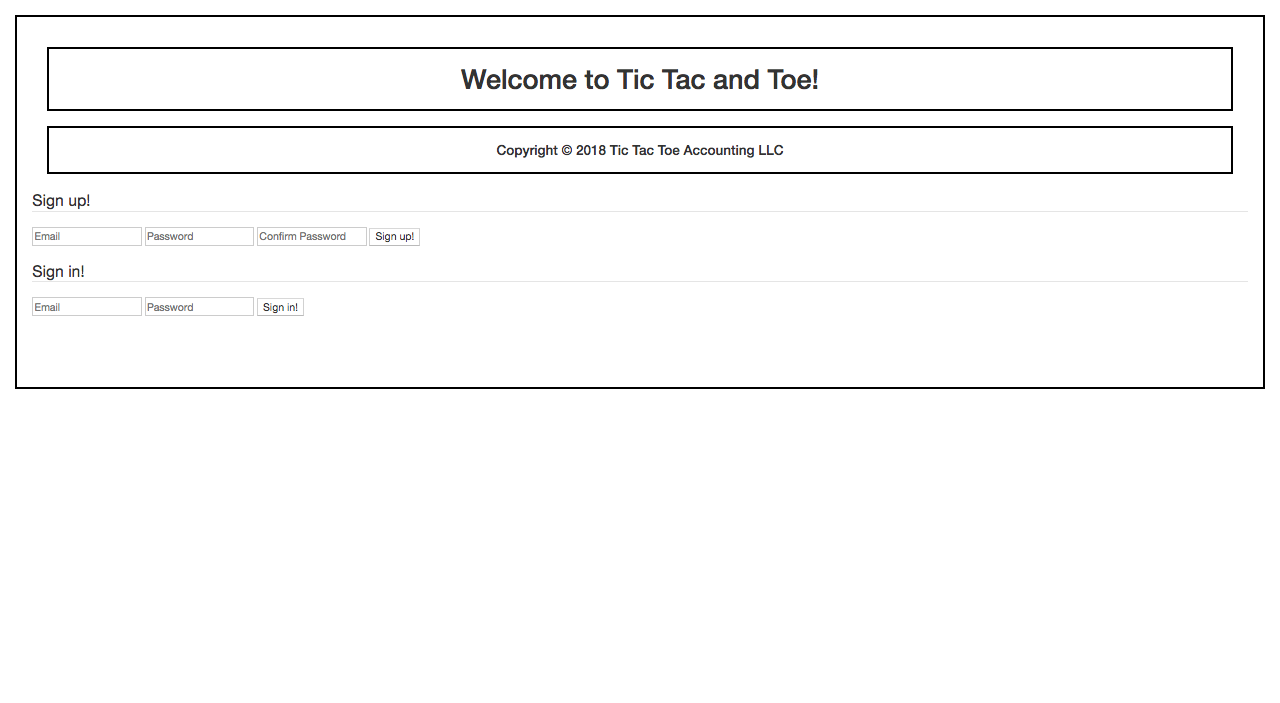 Welcome to Tic Tac and Toe!
Copyright © 2018 Tic Tac Toe Accounting LLC
Sign up!
Email Password Confirm Password Sign up!
Sign in!
Email Password Sign in!